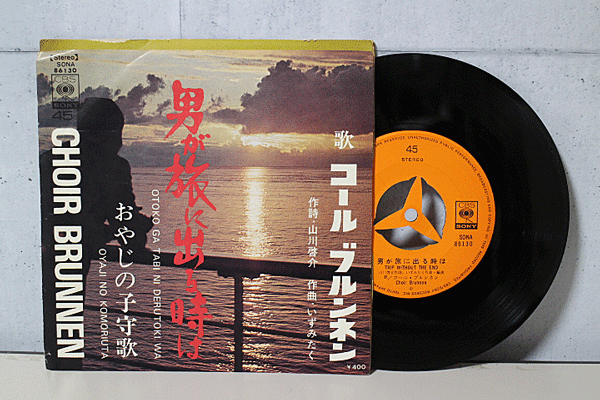 【Stereo】
SONA
86130
CBS
SONY
45
CHOIR BRUNNEN
男が旅に出る時は
OTOKO GA TABI NI DERU TOKI WA
おやじの子守歌
OYAJI NO KOMORIUTA
歌 コール ブルンネン
作詩・山川啓介 作曲・いずみたく
￥400
45
STEREO
CBS
SONY
SONA
86130
男が旅に出る時は
TRIP WITHOUT THE END
Choir Brunnen